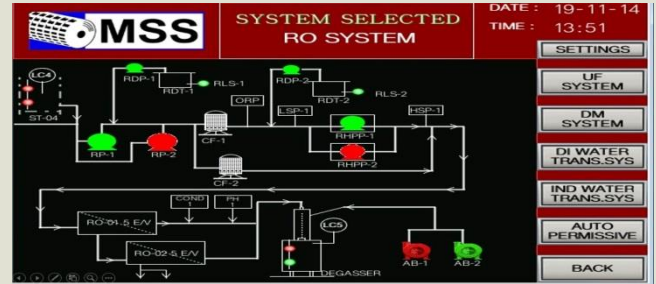 MSS
SYSTEM SELECTED
RO SYSTEM
DATE : 19-11-14
TIME : 13:51
SETTINGS
UF
SYSTEM
DM
SYSTEM
DI WATER
TRANS.SYS
IND WATER
TRANS.SYS
AUTO
PERMISSIVE
BACK
LC4
ST-04
RDP-1
RDT-1
RLS-1
RP-1
RP-2
ORP
CF-1
CF-2
RDP-2
RDT-2
RLS-2
LSP-1
HSP-1
RHPP-1
RHPP-2
COND
1
PH
1
RO-01-5 E/V
RO-02-5 E/V
LC5
DEGASSER
AB-1
AB-2